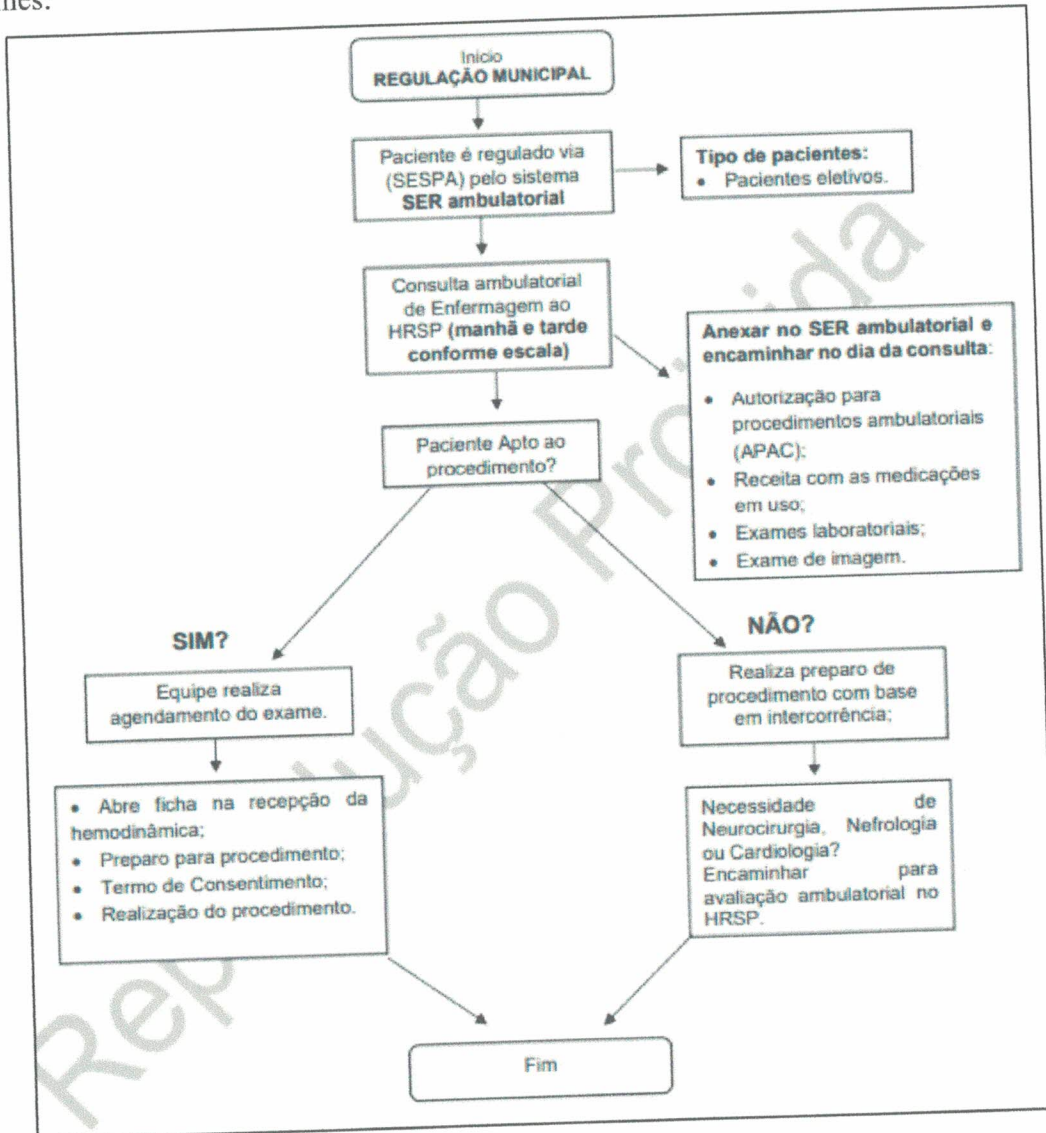 Início
REGULAÇÃO MUNICIPAL
Paciente é regulado via
(SESPA) pelo sistema
SER ambulatorial
Tipo de pacientes:
• Pacientes eletivos.
Consulta ambulatorial
de Enfermagem ao
HRSP (manhã e tarde
conforme escala)
Anexar no SER ambulatorial e
encaminhar no dia da consulta:
• Autorização para
procedimentos ambulatoriais
(APAC);
• Receita com as medicações
em uso;
• Exames laboratoriais;
• Exame de imagem.
Paciente Apto ao
procedimento?
SIM?
Equipe realiza
agendamento do exame.
• Abre ficha na recepção da
hemodinâmica;
• Preparo para procedimento;
• Termo de Consentimento;
• Realização do procedimento.
NÃO?
Realiza preparo de
procedimento com base
em intercorrência;
Necessidade de
Neurocirurgia, Nefrologia
ou Cardiologia?
Encaminhar para
avaliação ambulatorial no
HRSP.
Fim
Reprodução Proibida